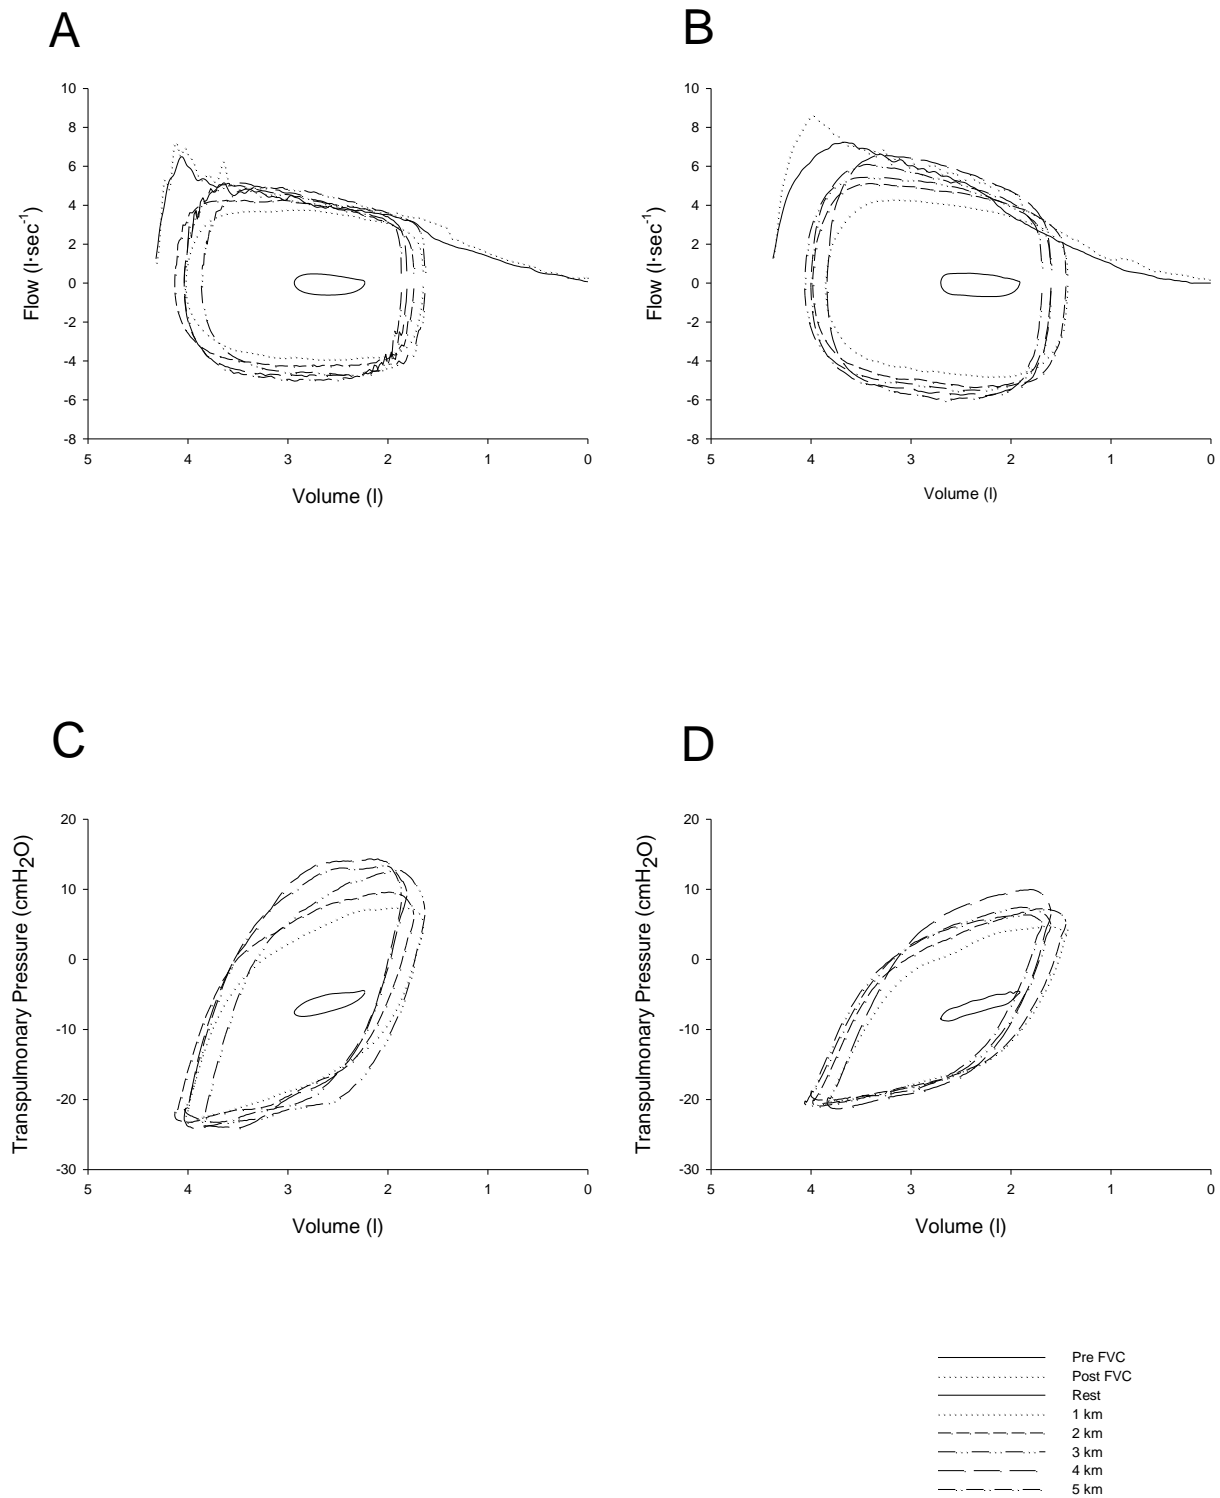 A
B
10
8
6
4
2
0
-2
-4
-6
-8
Flow (l·sec-1)
5 4 3 2 1 0
Volume (l)
10
8
6
4
2
0
-2
-4
-6
-8
Flow (l·sec-1)
5 4 3 2 1 0
Volume (l)
C
D
20
10
0
-10
-20
-30
Transpulmonary Pressure (cmH2O)
5 4 3 2 1 0
Volume (l)
20
10
0
-10
-20
-30
Transpulmonary Pressure (cmH2O)
5 4 3 2 1 0
Volume (l)
Pre FVC
Post FVC
Rest
1 km
2 km
3 km
4 km
5 km